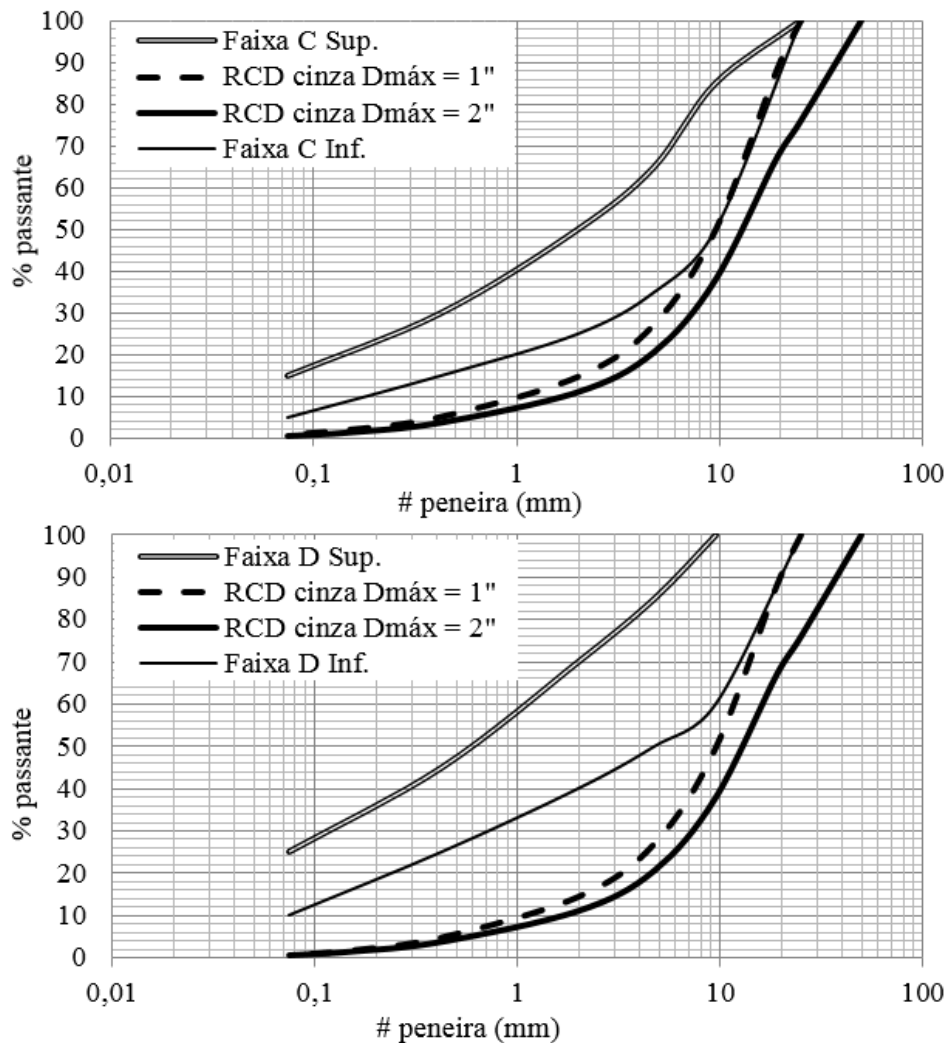 100
90
80
70
60
50
40
30
20
10
0
% passante
Faixa C Sup.
RCD cinza Dmáx = 1"
RCD cinza Dmáx = 2"
Faixa C Inf.
0,01 0,1 1 10 100
# peneira (mm)
100
90
80
70
60
50
40
30
20
10
0
% passante
Faixa D Sup.
RCD cinza Dmáx = 1"
RCD cinza Dmáx = 2"
Faixa D Inf.
0,01 0,1 1 10 100
# peneira (mm)